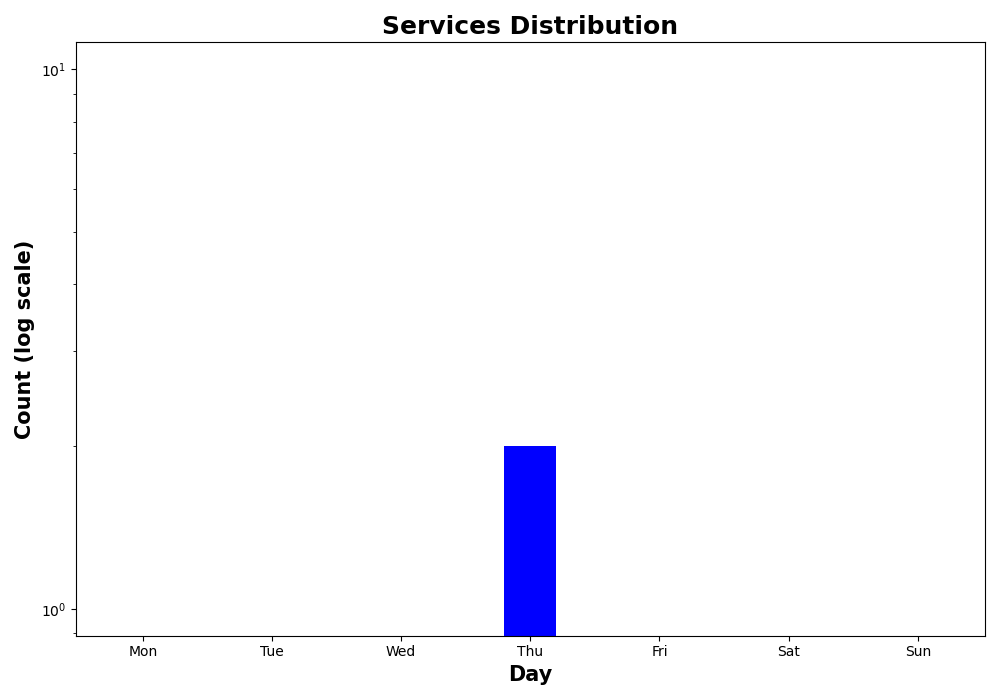 Services Distribution
10¹
Count (log scale)
10⁰
Mon Tue Wed Thu Fri Sat Sun
Day